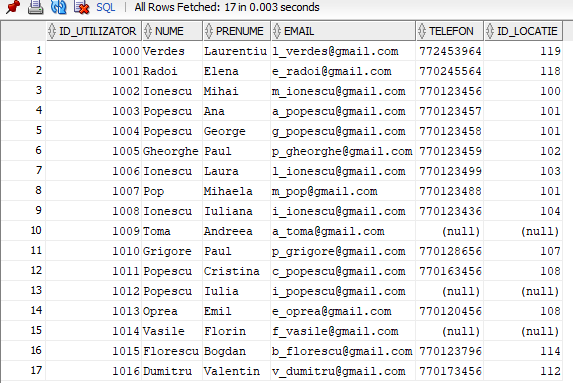 SQL | All Rows Fetched: 17 in 0.003 seconds
ID_UTILIZATOR NUME PRENUME EMAIL TELEFON ID_LOCATIE
1 1000 Verdes Laurentiu l_verdes@gmail.com 772453964 119
2 1001 Radoi Elena e_radoi@gmail.com 770245564 118
3 1002 Ionescu Mihai m_ionescu@gmail.com 770123456 100
4 1003 Popescu Ana a_popescu@gmail.com 770123457 101
5 1004 Popescu George g_popescu@gmail.com 770123458 101
6 1005 Gheorghe Paul p_gheorghe@gmail.com 770123459 102
7 1006 Ionescu Laura l_ionescu@gmail.com 770123499 103
8 1007 Pop Mihaela m_pop@gmail.com 770123488 101
9 1008 Ionescu Iuliana i_ionescu@gmail.com 770123436 104
10 1009 Toma Andreea a_toma@gmail.com (null) (null)
11 1010 Grigore Paul p_grigore@gmail.com 770128656 107
12 1011 Popescu Cristina c_popescu@gmail.com 770163456 108
13 1012 Popescu Iulia i_popescu@gmail.com (null) (null)
14 1013 Oprea Emil e_oprea@gmail.com 770120456 108
15 1014 Vasile Florin f_vasile@gmail.com (null) (null)
16 1015 Florescu Bogdan b_florescu@gmail.com 770123796 114
17 1016 Dumitru Valentin v_dumitru@gmail.com 770173456 112